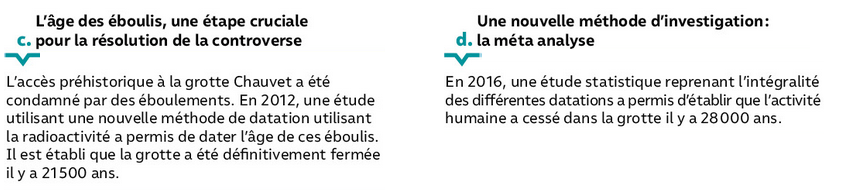 L'âge des éboulis, une étape cruciale
c. pour la résolution de la controverse
L'accès préhistorique à la grotte Chauvet a été
condamné par des éboulements. En 2012, une étude
utilisant une nouvelle méthode de datation utilisant
la radioactivité a permis de dater l'âge de ces éboulis.
Il est établi que la grotte a été définitivement fermée
il y a 21500 ans.
Une nouvelle méthode d'investigation:
d. la méta analyse
En 2016, une étude statistique reprenant l'intégralité
des différentes datations a permis d'établir que l'activité
humaine a cessé dans la grotte il y a 28000 ans.